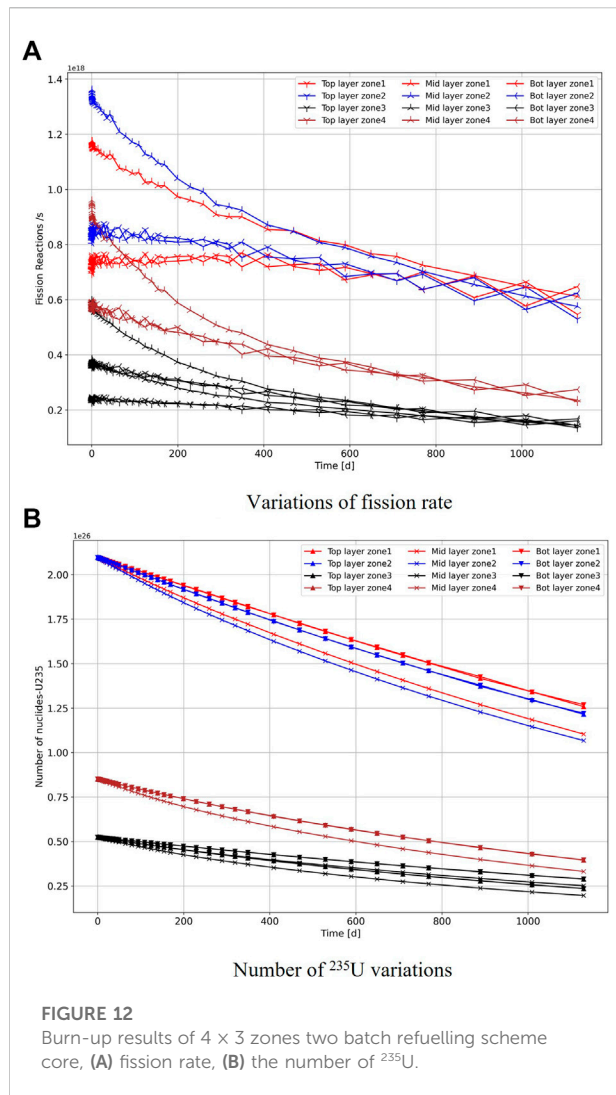 A
1e18
Top layer zone1 Mid layer zone1 Bot layer zone1
Top layer zone2 Mid layer zone2 Bot layer zone2
Top layer zone3 Mid layer zone3 Bot layer zone3
Top layer zone4 Mid layer zone4 Bot layer zone4
1.4
1.2
1.0
0.8
0.6
0.4
0.2
Fission Reactions /s
0 200 400 600 800 1000
Time [d]
Variations of fission rate
B
1e26
Top layer zone1 Mid layer zone1 Bot layer zone1
Top layer zone2 Mid layer zone2 Bot layer zone2
Top layer zone3 Mid layer zone3 Bot layer zone3
Top layer zone4 Mid layer zone4 Bot layer zone4
2.00
1.75
1.50
1.25
1.00
0.75
0.50
0.25
Number of nuclides-U235
0 200 400 600 800 1000
Time [d]
Number of ²³⁵U variations
FIGURE 12
Burn-up results of 4 × 3 zones two batch refuelling scheme
core, (A) fission rate, (B) the number of ²³⁵U.